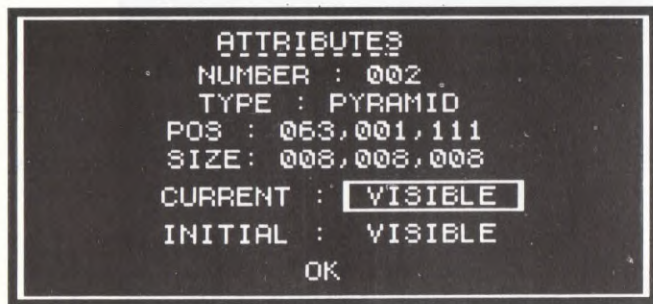 ATTRIBUTES
NUMBER : 002
TYPE : PYRAMID
POS : 063,001,111
SIZE: 008,008,008
CURRENT : VISIBLE
INITIAL : VISIBLE
OK